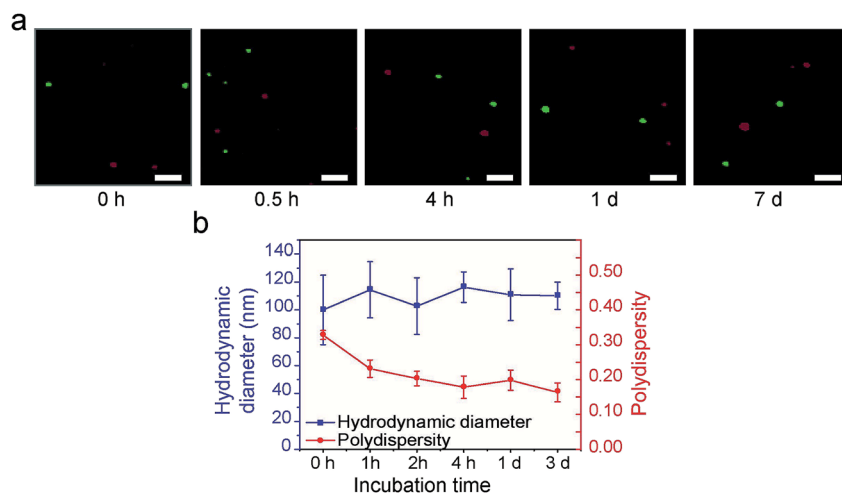 a
0 h
0.5 h
4 h
1 d
7 d
b
140
120
100
80
60
40
20
0
Hydrodynamic
diameter (nm)
0.50
0.40
0.30
0.20
0.10
0.00
Polydispersity
Hydrodynamic diameter
Polydispersity
0 h
1h
2h
4 h
1 d
3 d
Incubation time